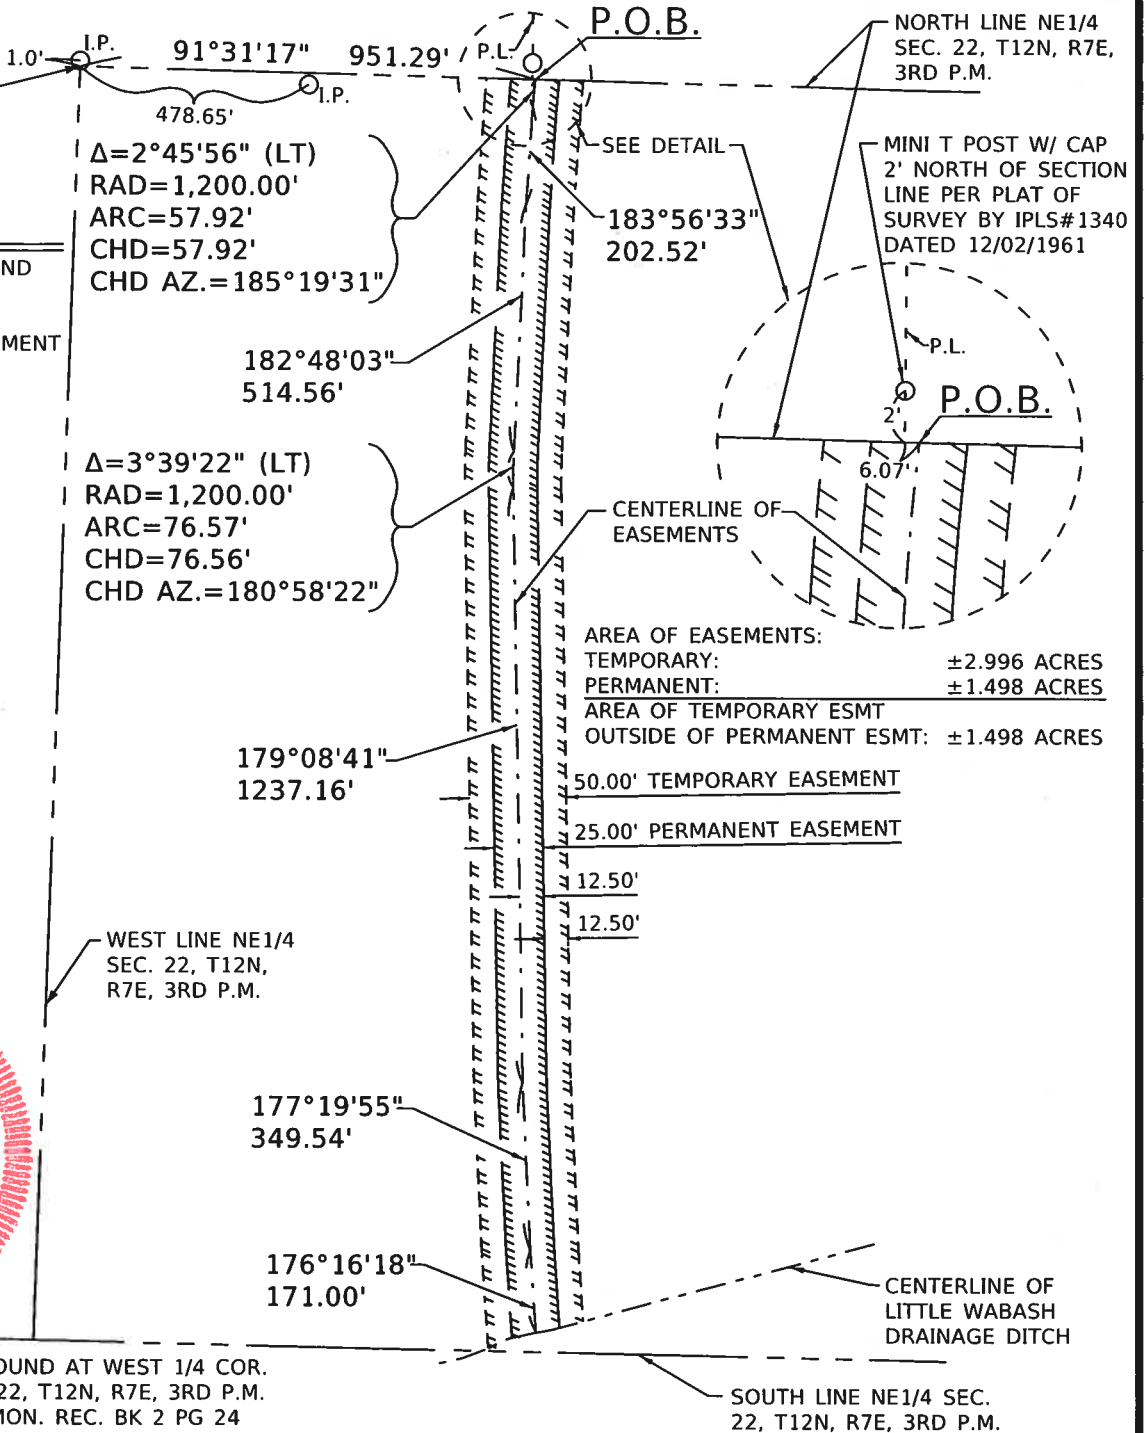 P.O.B.
NORTH LINE NE1/4
SEC. 22, T12N, R7E,
3RD P.M.
1.0'
I.P.
91°31'17" 951.29'
P.L.
I.P.
478.65'
Δ=2°45'56" (LT)
RAD=1,200.00'
ARC=57.92'
CHD=57.92'
CHD AZ.=185°19'31"
SEE DETAIL
MINI T POST W/ CAP
2' NORTH OF SECTION
LINE PER PLAT OF
SURVEY BY IPLS#1340
DATED 12/02/1961
183°56'33"
202.52'
ND
MENT
182°48'03"
514.56'
P.L.
2'
P.O.B.
6.07'
Δ=3°39'22" (LT)
RAD=1,200.00'
ARC=76.57'
CHD=76.56'
CHD AZ.=180°58'22"
CENTERLINE OF
EASEMENTS
AREA OF EASEMENTS:
TEMPORARY: ±2.996 ACRES
PERMANENT: ±1.498 ACRES
AREA OF TEMPORARY ESMT
OUTSIDE OF PERMANENT ESMT: ±1.498 ACRES
179°08'41"
1237.16'
50.00' TEMPORARY EASEMENT
25.00' PERMANENT EASEMENT
12.50'
12.50'
WEST LINE NE1/4
SEC. 22, T12N,
R7E, 3RD P.M.
177°19'55"
349.54'
176°16'18"
171.00'
CENTERLINE OF
LITTLE WABASH
DRAINAGE DITCH
OUND AT WEST 1/4 COR.
22, T12N, R7E, 3RD P.M.
MON. REC. BK 2 PG 24
SOUTH LINE NE1/4 SEC.
22, T12N, R7E, 3RD P.M.